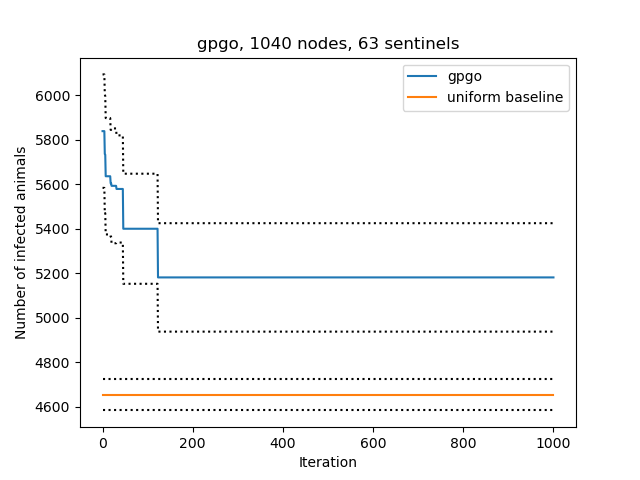 gpgo, 1040 nodes, 63 sentinels
gpgo
uniform baseline
6000
5800
5600
5400
5200
5000
4800
4600
Number of infected animals
0 200 400 600 800 1000
Iteration